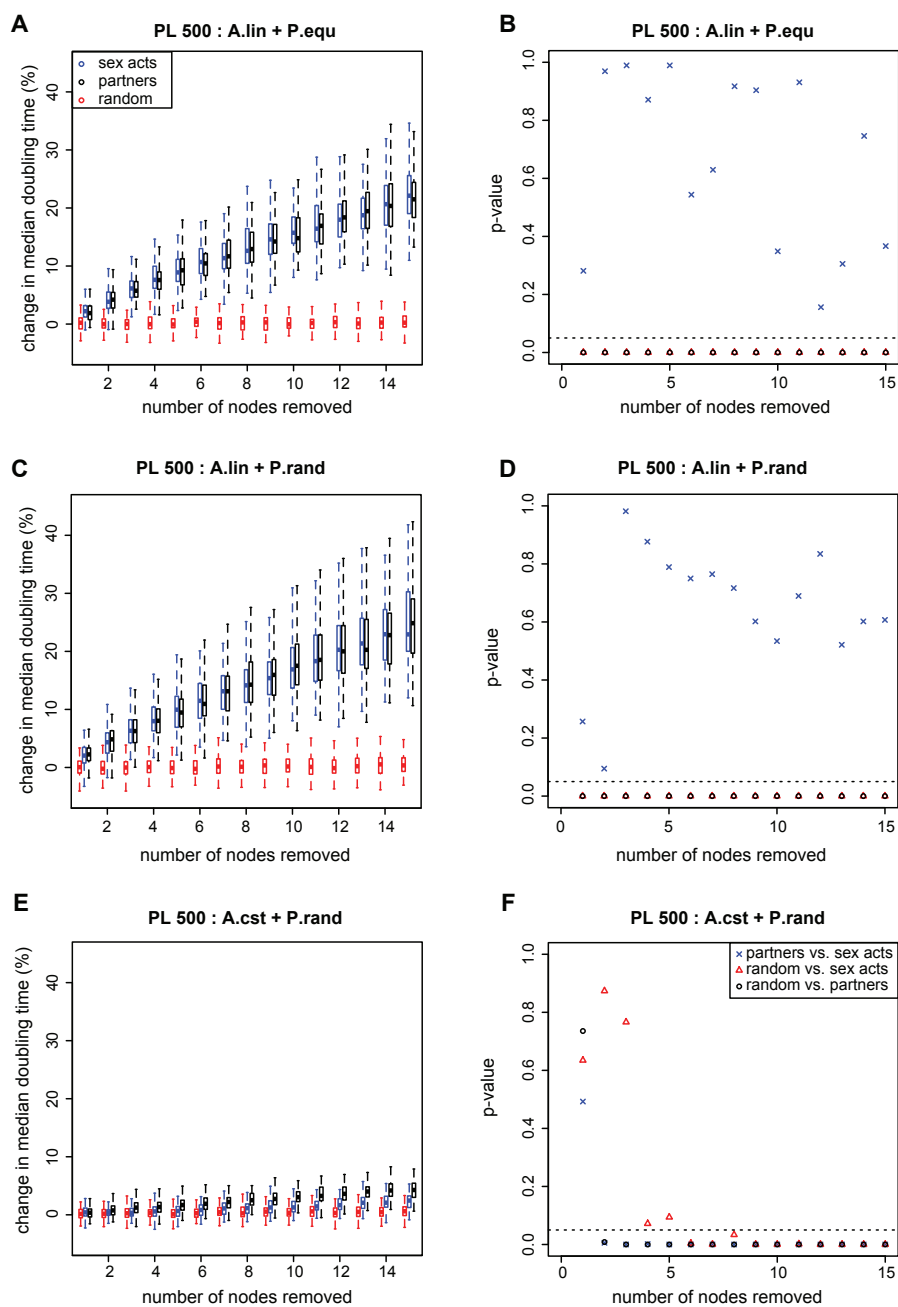 A
PL 500 : A.lin + P.equ
sex acts
partners
random
change in median doubling time (%)
0 10 20 30 40
2 4 6 8 10 12 14
number of nodes removed
B
PL 500 : A.lin + P.equ
p-value
0.0 0.2 0.4 0.6 0.8 1.0
0 5 10 15
number of nodes removed
C
PL 500 : A.lin + P.rand
change in median doubling time (%)
0 10 20 30 40
2 4 6 8 10 12 14
number of nodes removed
D
PL 500 : A.lin + P.rand
p-value
0.0 0.2 0.4 0.6 0.8 1.0
0 5 10 15
number of nodes removed
E
PL 500 : A.cst + P.rand
change in median doubling time (%)
0 10 20 30 40
2 4 6 8 10 12 14
number of nodes removed
F
PL 500 : A.cst + P.rand
partners vs. sex acts
random vs. sex acts
random vs. partners
p-value
0.0 0.2 0.4 0.6 0.8 1.0
0 5 10 15
number of nodes removed